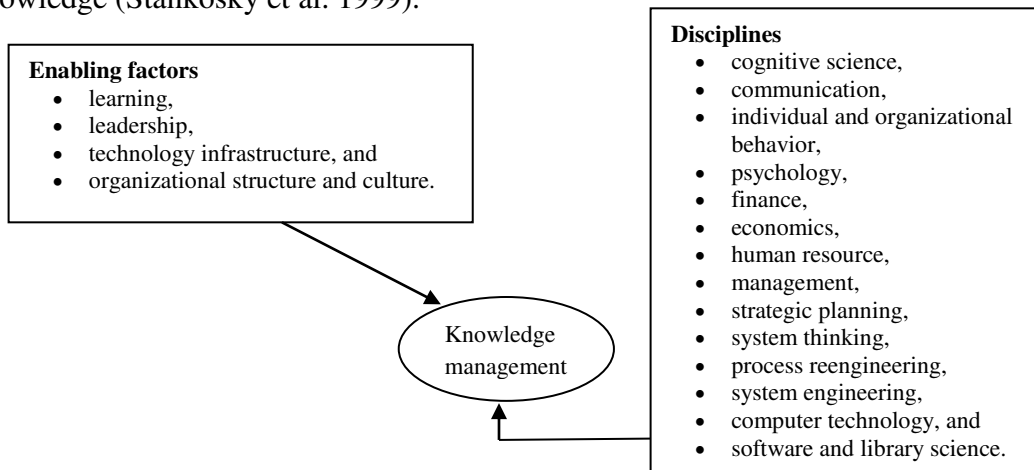 owledge (Stankosky et al. 1999).
Enabling factors
• learning,
• leadership,
• technology infrastructure, and
• organizational structure and culture.
Disciplines
• cognitive science,
• communication,
• individual and organizational
behavior,
• psychology,
• finance,
• economics,
• human resource,
• management,
• strategic planning,
• system thinking,
• process reengineering,
• system engineering,
• computer technology, and
• software and library science.
Knowledge
management